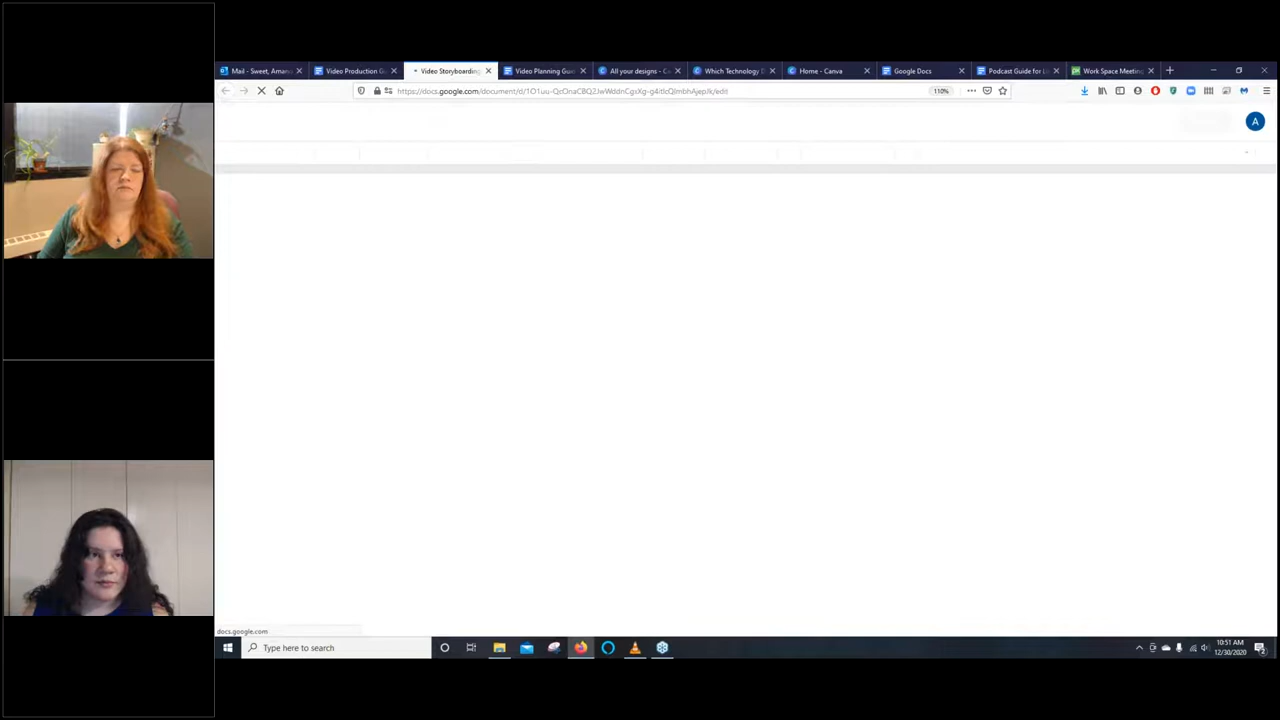 Mail - Sweet, Aman
Video Production Gu
Video Storyboarding
Video Planning Gui
All your designs - C
Which Technology D
Home - Canva
Google Docs
Podcast Guide for Li
Work Space Meeting
110%
A
docs.google.com
Type here to search
10:51 AM
12/30/2020